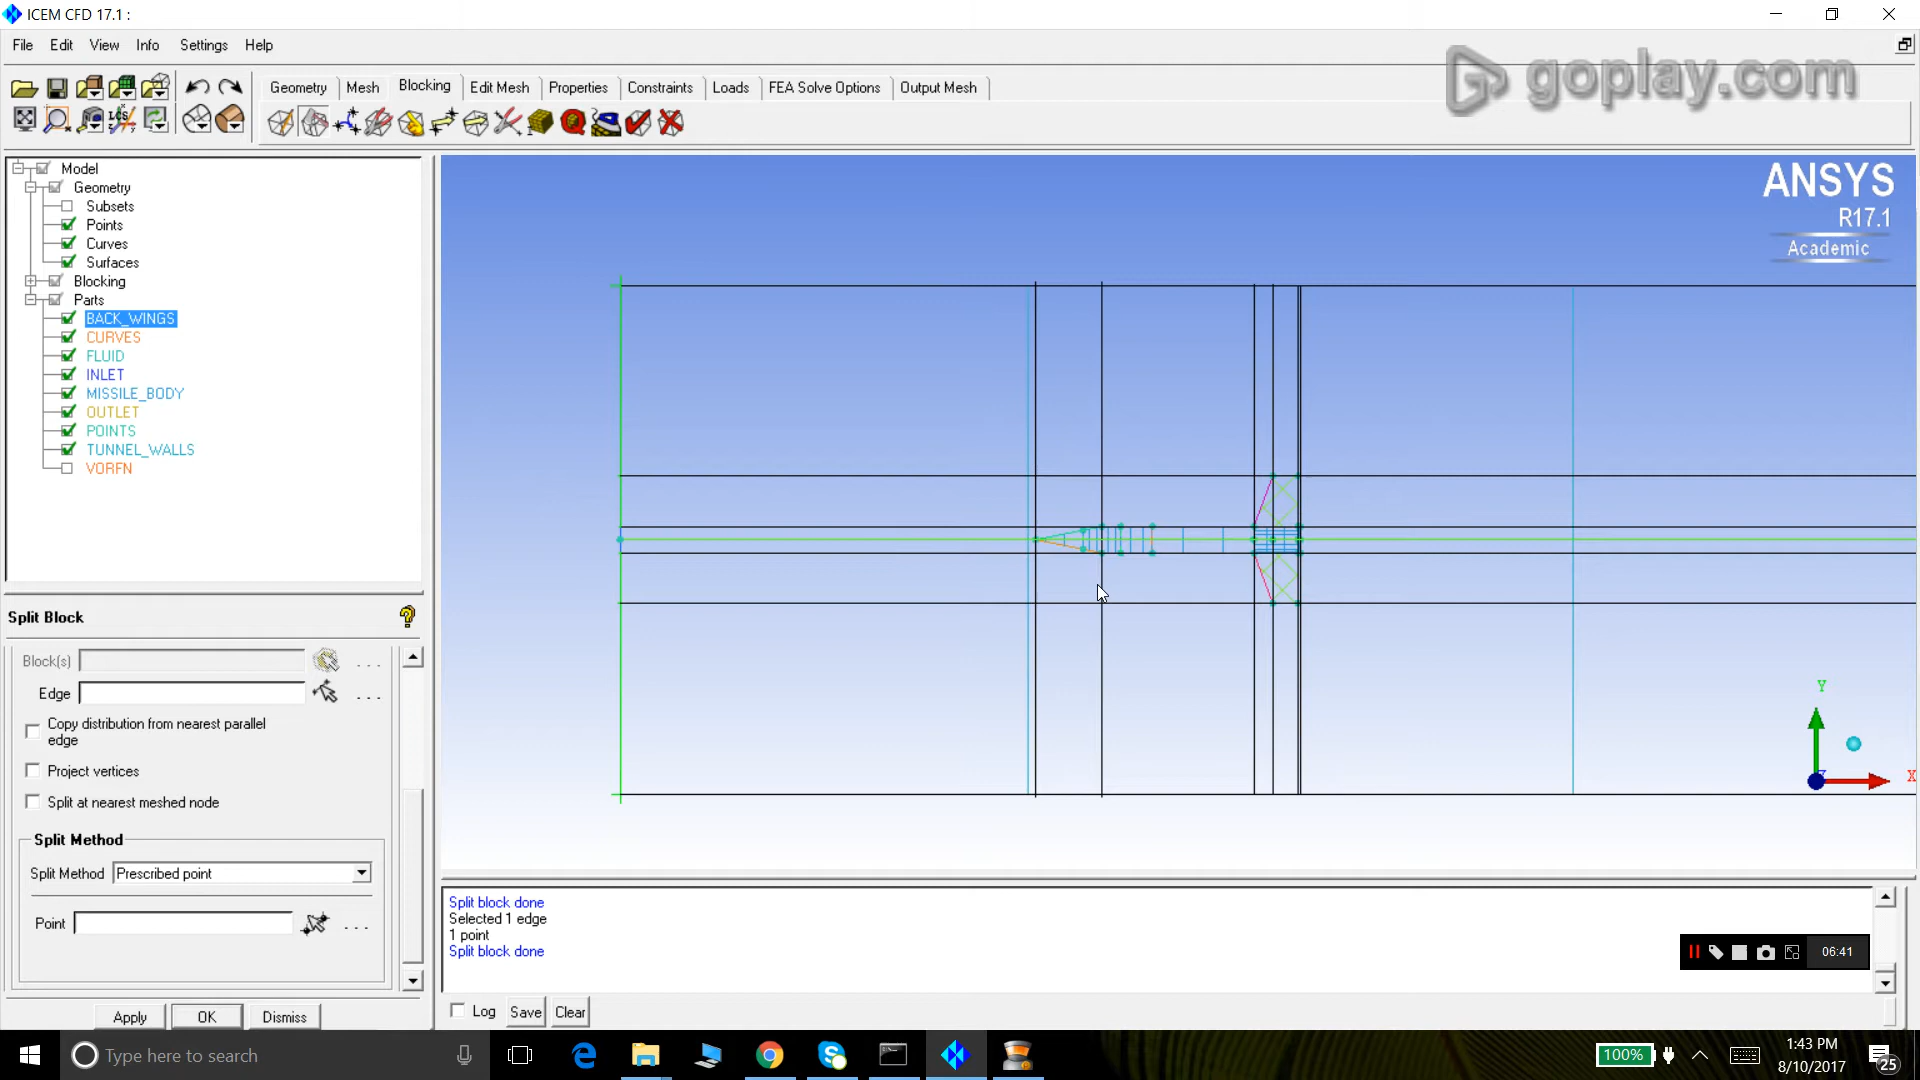 ICEM CFD 17.1 :
File Edit View Info Settings Help
goplay.com
Geometry Mesh Blocking Edit Mesh Properties Constraints Loads FEA Solve Options Output Mesh
LCS
Model
Geometry
Subsets
Points
Curves
Surfaces
Blocking
Parts
BACK_WINGS
CURVES
FLUID
INLET
MISSILE_BODY
OUTLET
POINTS
TUNNEL_WALLS
VORFN
ANSYS
R17.1
Academic
Split Block
Block(s) ...
Edge ...
Copy distribution from nearest parallel
edge
Project vertices
Split at nearest meshed node
Split Method
Split Method Prescribed point
Point ...
Apply OK Dismiss
Y
X
Split block done
Selected 1 edge
1 point
Split block done
06:41
Log Save Clear
Type here to search
100%
1:43 PM
8/10/2017
25